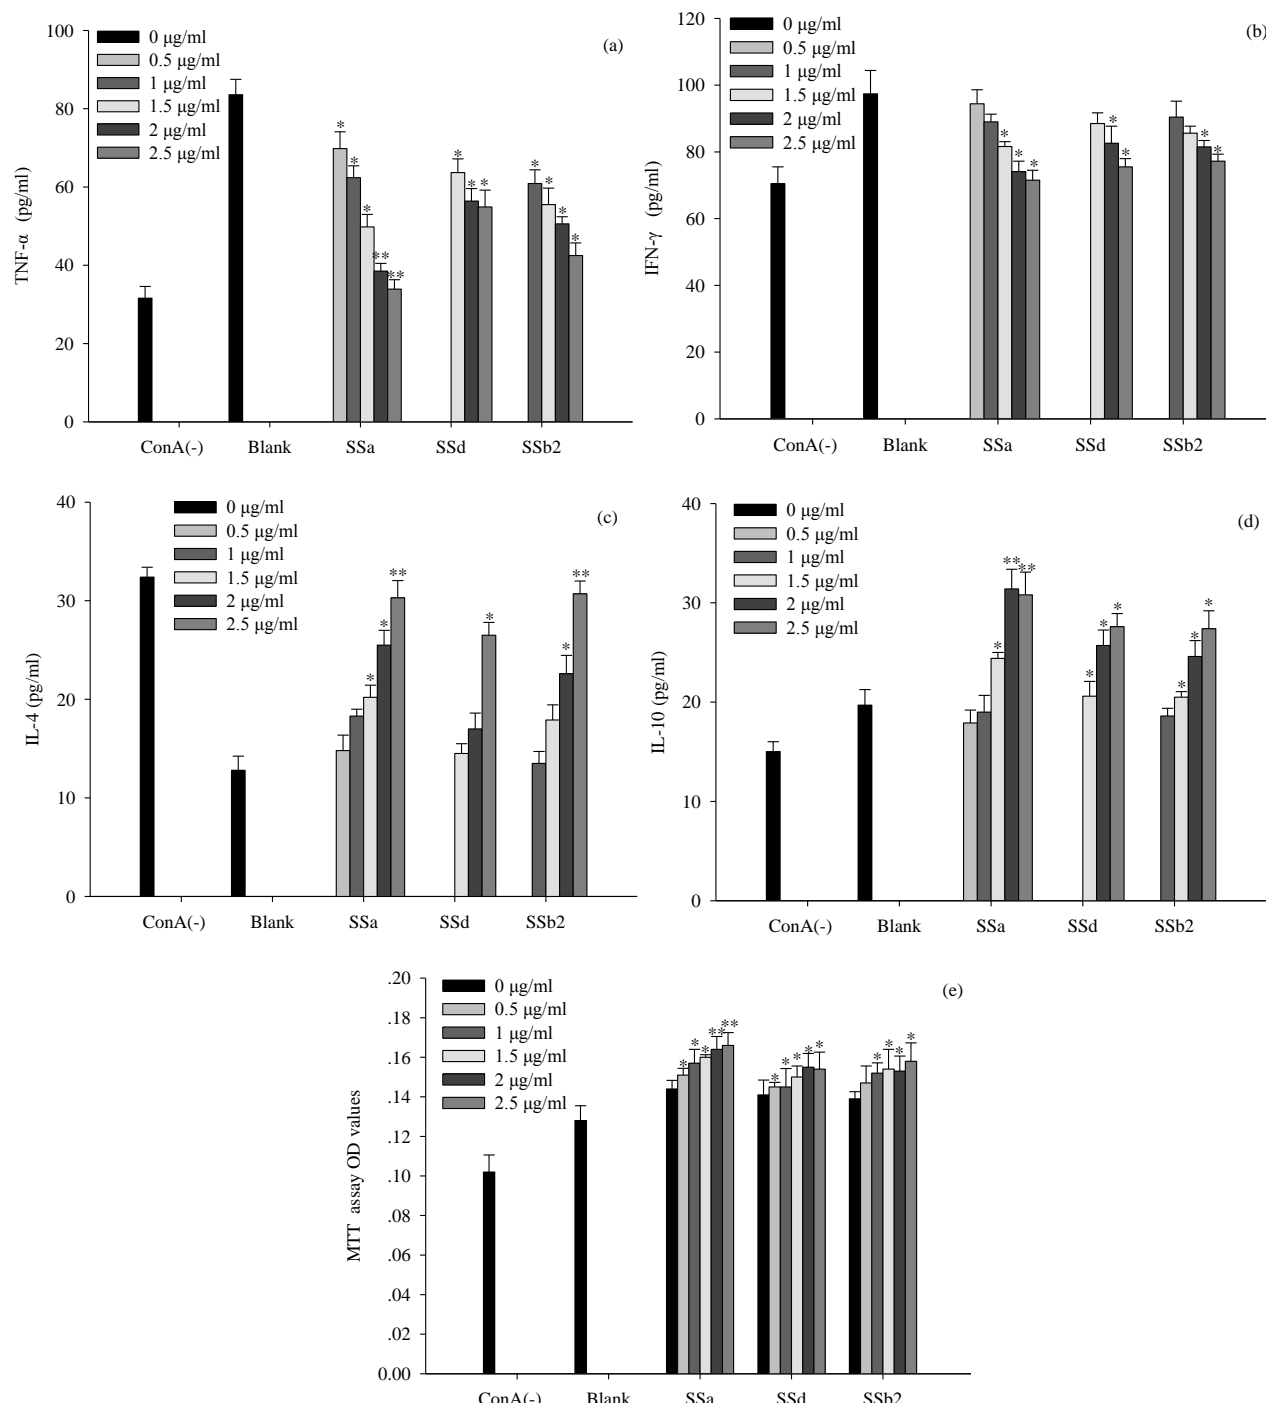 (a)
TNF-α (pg/ml)
100
80
60
40
20
0
0 μg/ml
0.5 μg/ml
1 μg/ml
1.5 μg/ml
2 μg/ml
2.5 μg/ml
* * * ** **
* * *
* * * *
ConA(-) Blank SSa SSd SSb2
(b)
IFN-γ (pg/ml)
120
100
80
60
40
20
0
0 μg/ml
0.5 μg/ml
1 μg/ml
1.5 μg/ml
2 μg/ml
2.5 μg/ml
* * *
* *
* *
ConA(-) Blank SSa SSd SSb2
(c)
IL-4 (pg/ml)
40
30
20
10
0
0 μg/ml
0.5 μg/ml
1 μg/ml
1.5 μg/ml
2 μg/ml
2.5 μg/ml
* * **
*
* **
ConA(-) Blank SSa SSd SSb2
(d)
IL-10 (pg/ml)
40
30
20
10
0
0 μg/ml
0.5 μg/ml
1 μg/ml
1.5 μg/ml
2 μg/ml
2.5 μg/ml
* ** **
* * *
* * *
ConA(-) Blank SSa SSd SSb2
(e)
MTT assay OD values
.20
.18
.16
.14
.12
.10
.08
.06
.04
.02
0.00
0 μg/ml
0.5 μg/ml
1 μg/ml
1.5 μg/ml
2 μg/ml
2.5 μg/ml
* * * ** **
* * * * *
* * * *
ConA(-) Blank SSa SSd SSb2